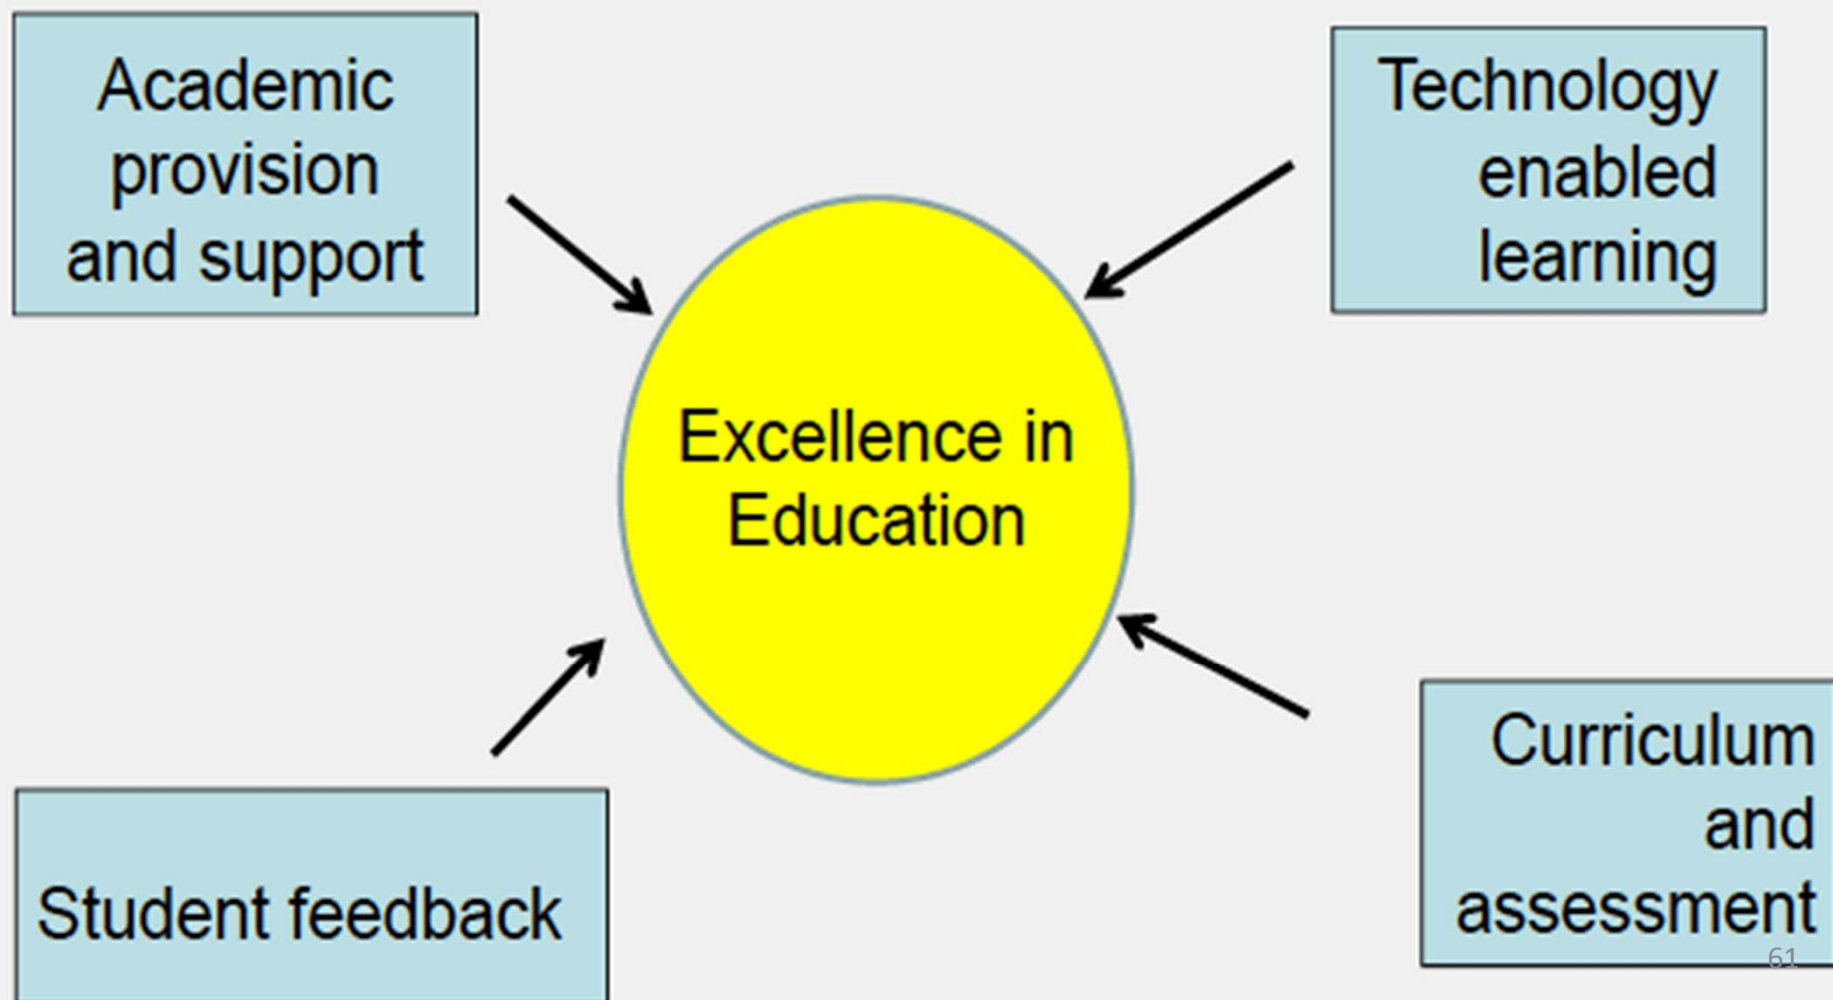 Academic
provision
and support
Technology
enabled
learning
Excellence in
Education
Student feedback
Curriculum
and
assessment
61